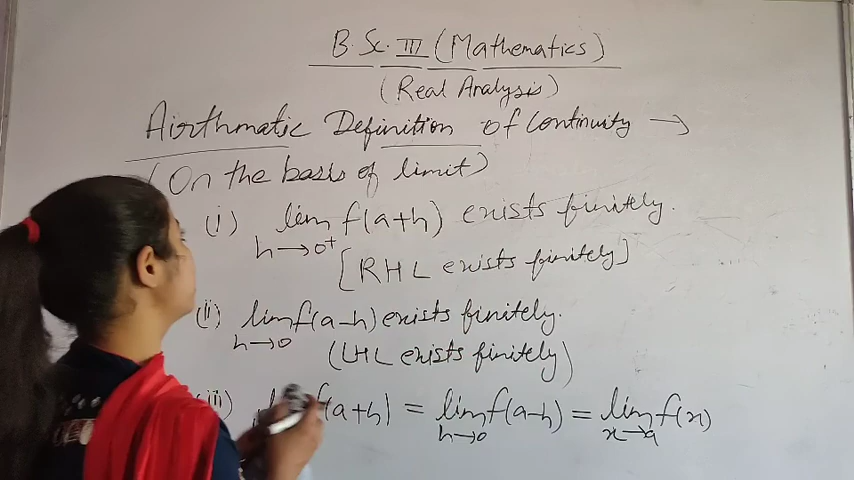 B.Sc. III (Mathematics)
(Real Analysis)
Airthmatic Definition of Continuity →
(On the basis of limit)
(i) lim f(a+h) exists finitely.
h→0+
[RHL exists finitely]
(ii) lim f(a-h) exists finitely.
h→0
(LHL exists finitely)
(iii) f(a+h) = lim f(a-h) = lim f(x)
h→0 x→a